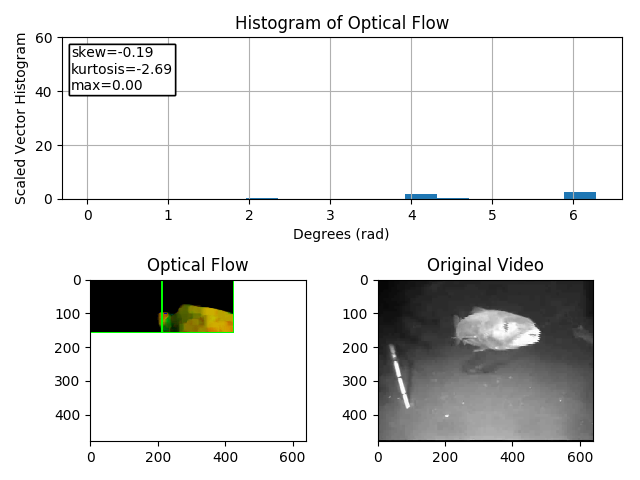 Histogram of Optical Flow
Scaled Vector Histogram
60
40
20
0
skew=-0.19
kurtosis=-2.69
max=0.00
0 1 2 3 4 5 6
Degrees (rad)
Optical Flow
0
100
200
300
400
0 200 400 600
Original Video
0
100
200
300
400
0 200 400 600